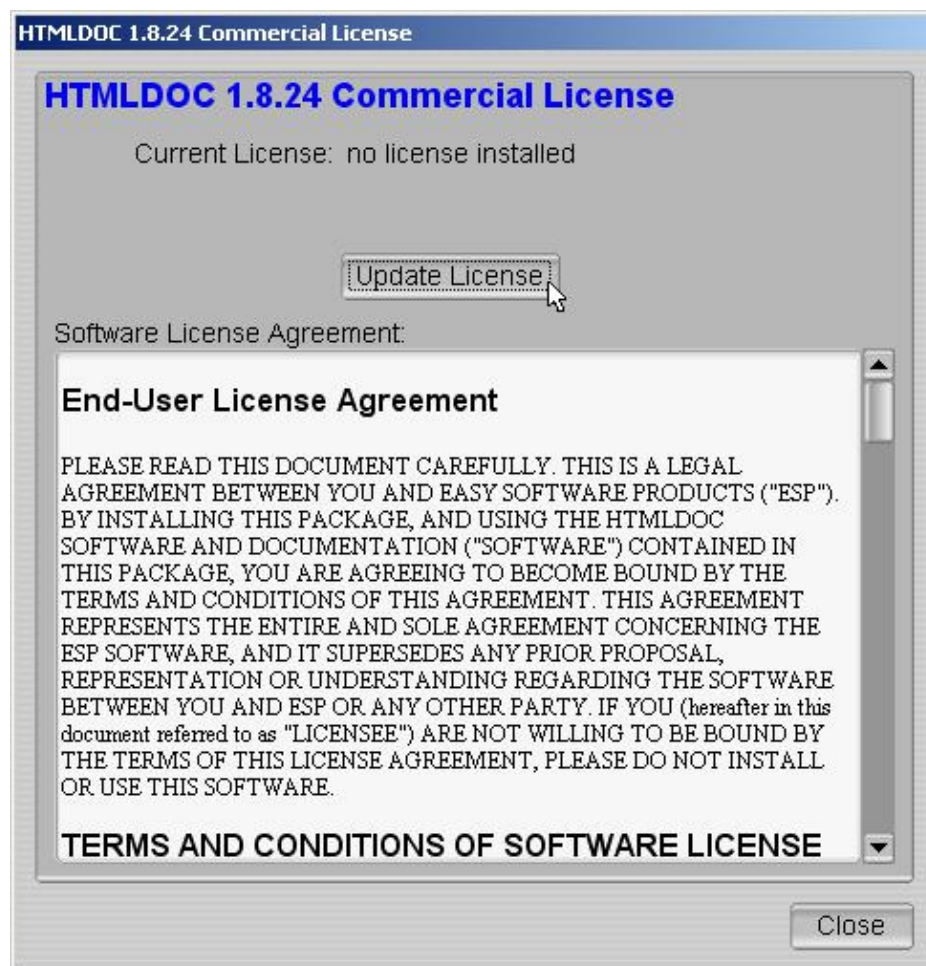 HTMLDOC 1.8.24 Commercial License
HTMLDOC 1.8.24 Commercial License
Current License: no license installed
Update License
Software License Agreement:
End-User License Agreement
PLEASE READ THIS DOCUMENT CAREFULLY. THIS IS A LEGAL
AGREEMENT BETWEEN YOU AND EASY SOFTWARE PRODUCTS ("ESP").
BY INSTALLING THIS PACKAGE, AND USING THE HTMLDOC
SOFTWARE AND DOCUMENTATION ("SOFTWARE") CONTAINED IN
THIS PACKAGE, YOU ARE AGREEING TO BECOME BOUND BY THE
TERMS AND CONDITIONS OF THIS AGREEMENT. THIS AGREEMENT
REPRESENTS THE ENTIRE AND SOLE AGREEMENT CONCERNING THE
ESP SOFTWARE, AND IT SUPERSEDES ANY PRIOR PROPOSAL,
REPRESENTATION OR UNDERSTANDING REGARDING THE SOFTWARE
BETWEEN YOU AND ESP OR ANY OTHER PARTY. IF YOU (hereafter in this
document referred to as "LICENSEE") ARE NOT WILLING TO BE BOUND BY
THE TERMS OF THIS LICENSE AGREEMENT, PLEASE DO NOT INSTALL
OR USE THIS SOFTWARE.
TERMS AND CONDITIONS OF SOFTWARE LICENSE
Close